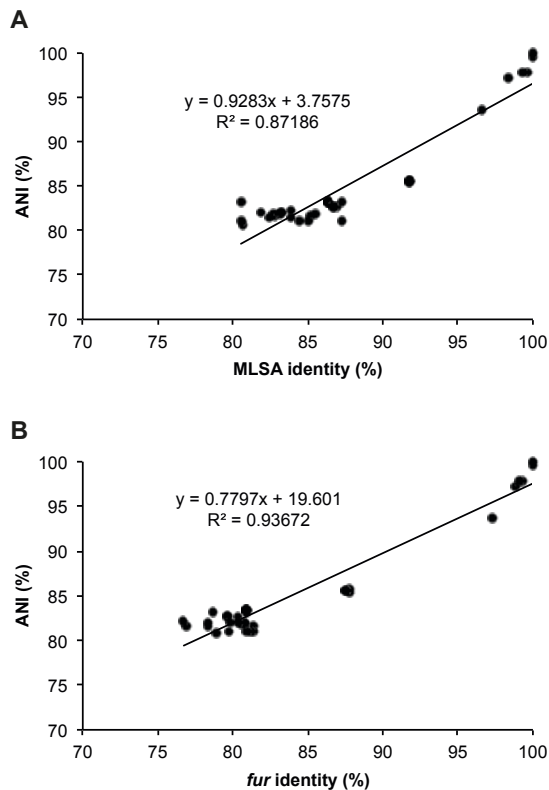 A
100
95
90
85
80
75
70
ANI (%)
y = 0.9283x + 3.7575
R² = 0.87186
70 75 80 85 90 95 100
MLSA identity (%)
B
100
95
90
85
80
75
70
ANI (%)
y = 0.7797x + 19.601
R² = 0.93672
70 75 80 85 90 95 100
fur identity (%)